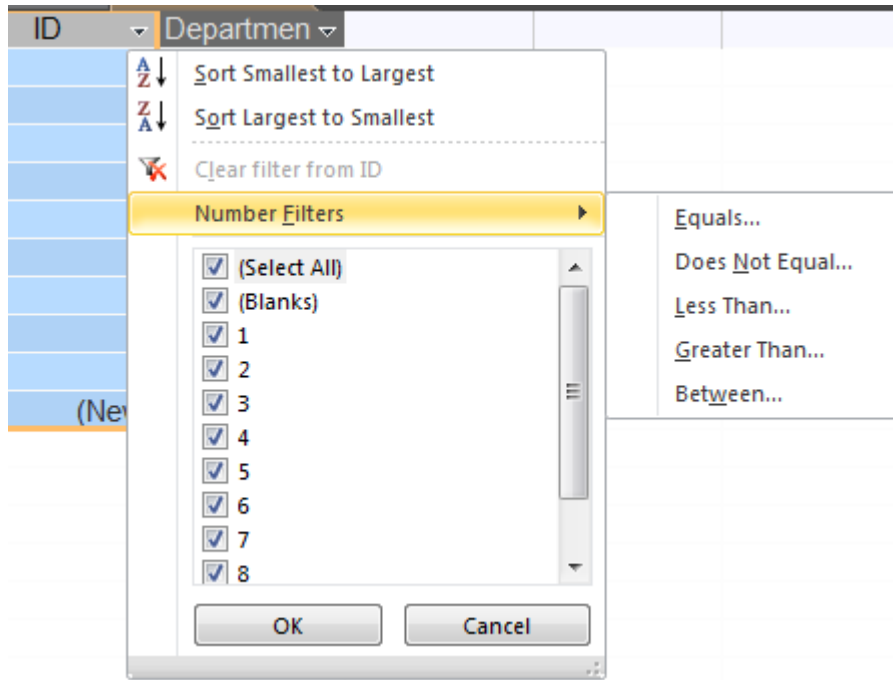 ID Departmen
Sort Smallest to Largest
Sort Largest to Smallest
Clear filter from ID
Number Filters
(Select All)
(Blanks)
1
2
3
4
5
6
7
8
OK Cancel
Equals...
Does Not Equal...
Less Than...
Greater Than...
Between...
(Nev